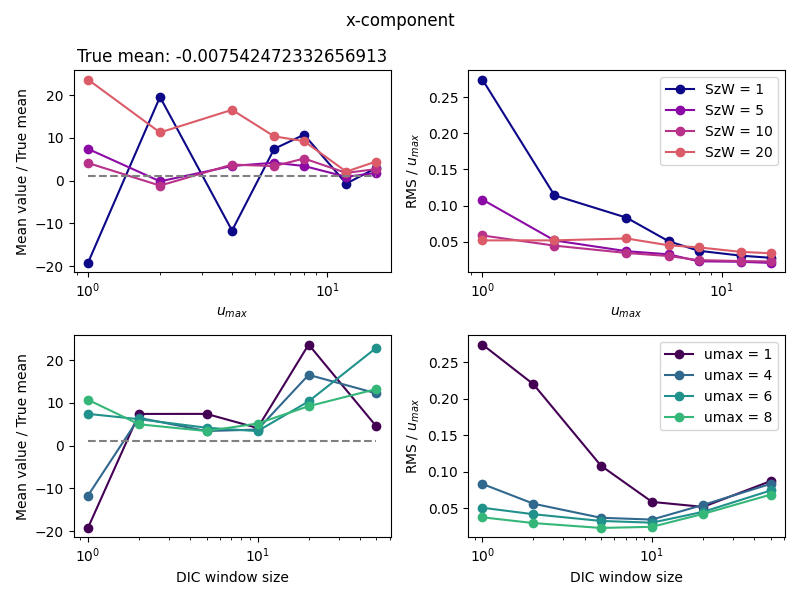 x-component
True mean: -0.007542472332656913
Mean value / True mean
20
10
0
−10
−20
10⁰
10¹
u_max
RMS / u_max
0.25
0.20
0.15
0.10
0.05
SzW = 1
SzW = 5
SzW = 10
SzW = 20
10⁰
10¹
u_max
Mean value / True mean
20
10
0
−10
−20
10⁰
10¹
DIC window size
RMS / u_max
0.25
0.20
0.15
0.10
0.05
umax = 1
umax = 4
umax = 6
umax = 8
10⁰
10¹
DIC window size